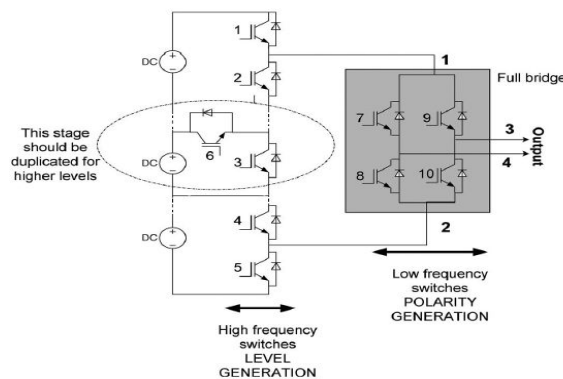 1
DC
2
1
Full bridge
This stage
should be
duplicated for
higher levels
6
DC
3
7
9
3
Output
4
8
10
4
2
DC
5
High frequency
switches
LEVEL
GENERATION
Low frequency
switches
POLARITY
GENERATION